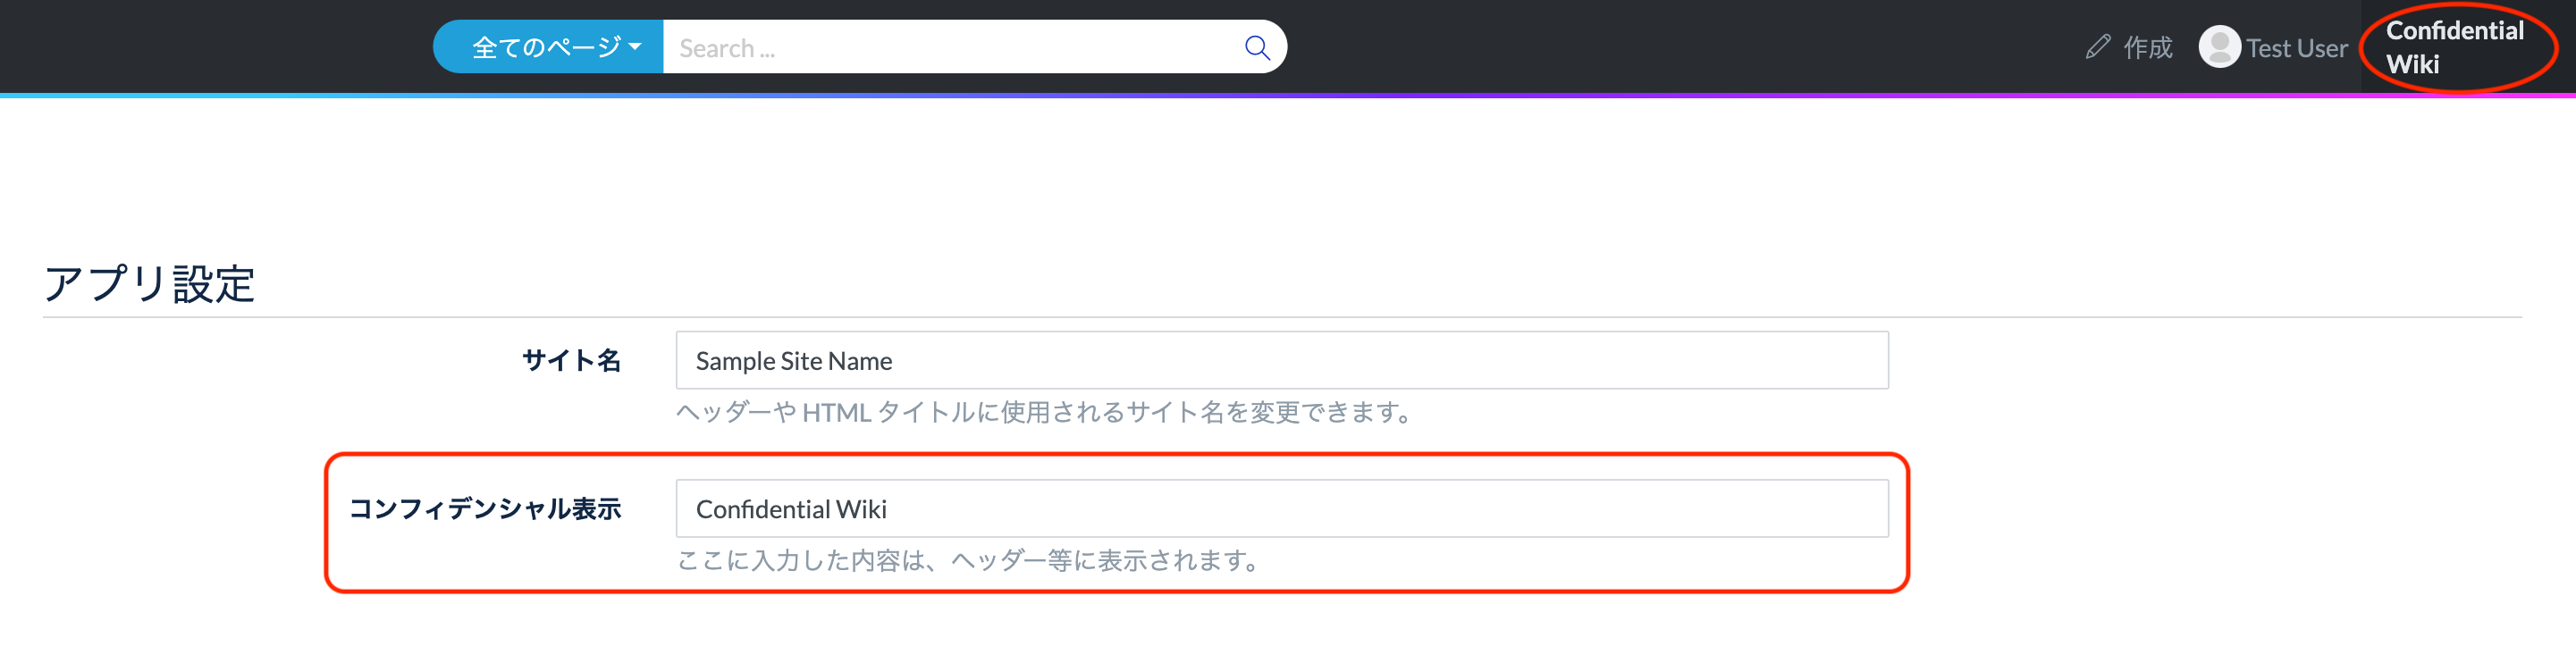 全てのページ
Search ...
作成
Test User
Confidential
Wiki
アプリ設定
サイト名
Sample Site Name
ヘッダーや HTML タイトルに使用されるサイト名を変更できます。
コンフィデンシャル表示
Confidential Wiki
ここに入力した内容は、ヘッダー等に表示されます。